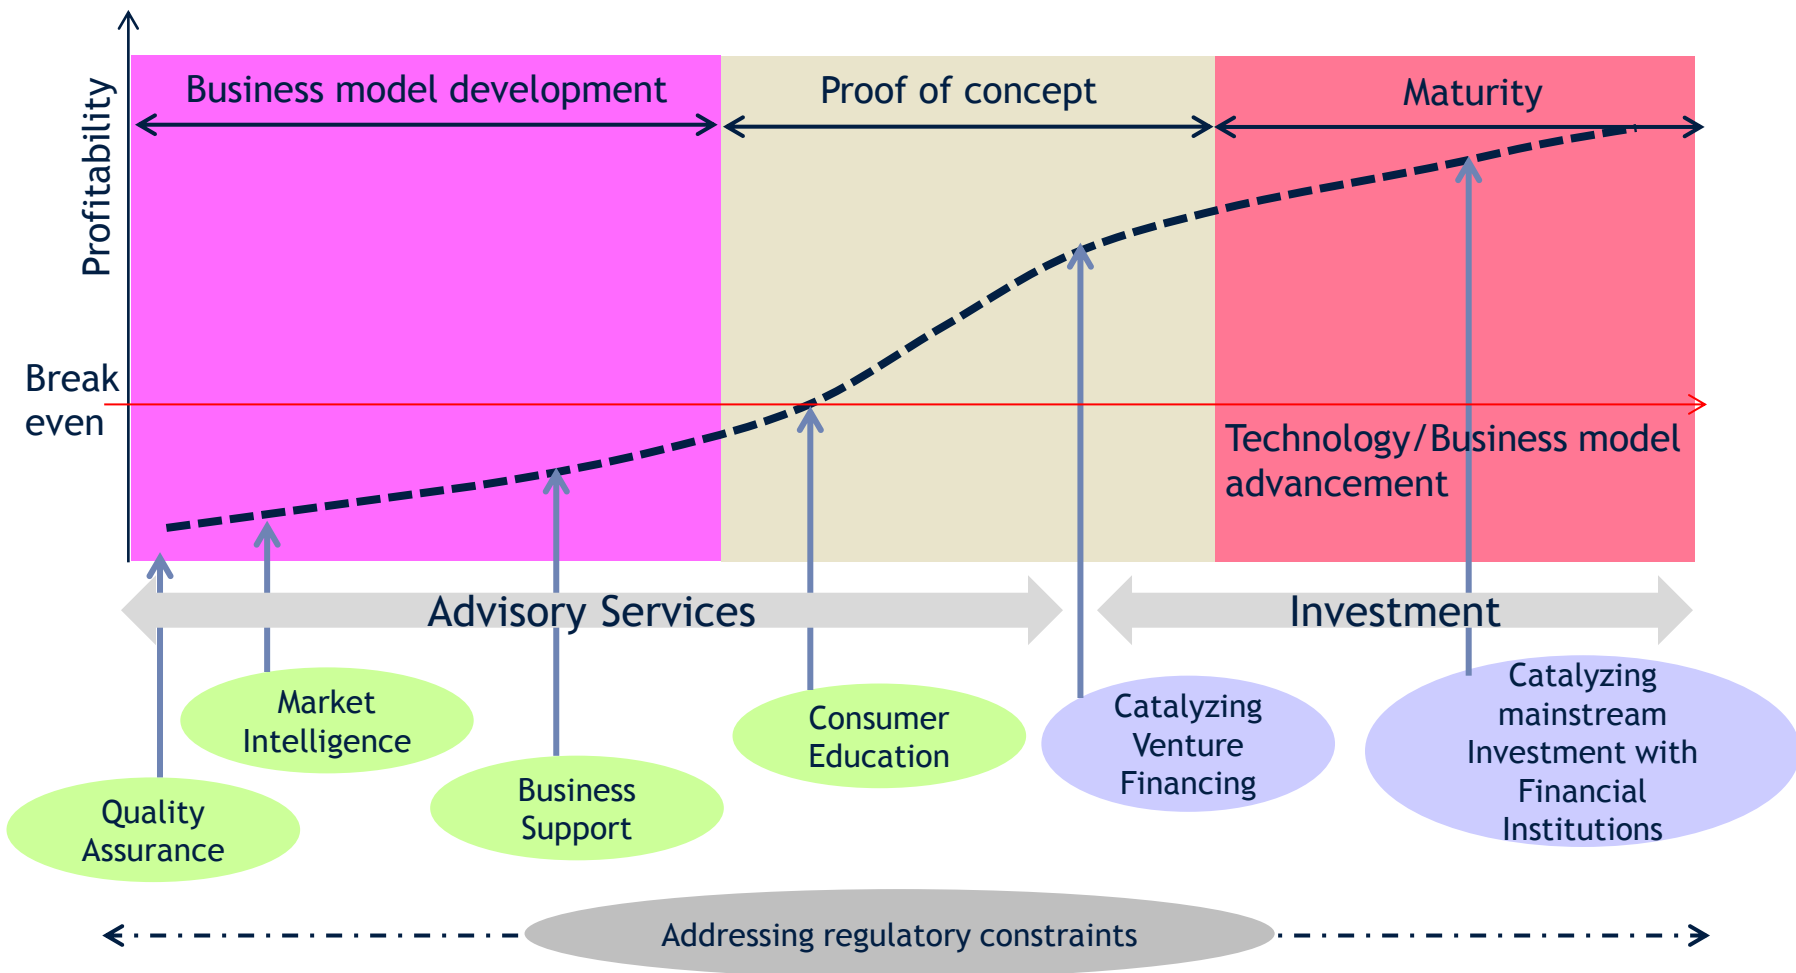 Business model development
Proof of concept
Maturity
Profitability
Break
even
Technology/Business model
advancement
Advisory Services
Investment
Market
Intelligence
Quality
Assurance
Business
Support
Consumer
Education
Catalyzing
Venture
Financing
Catalyzing
mainstream
Investment with
Financial
Institutions
Addressing regulatory constraints